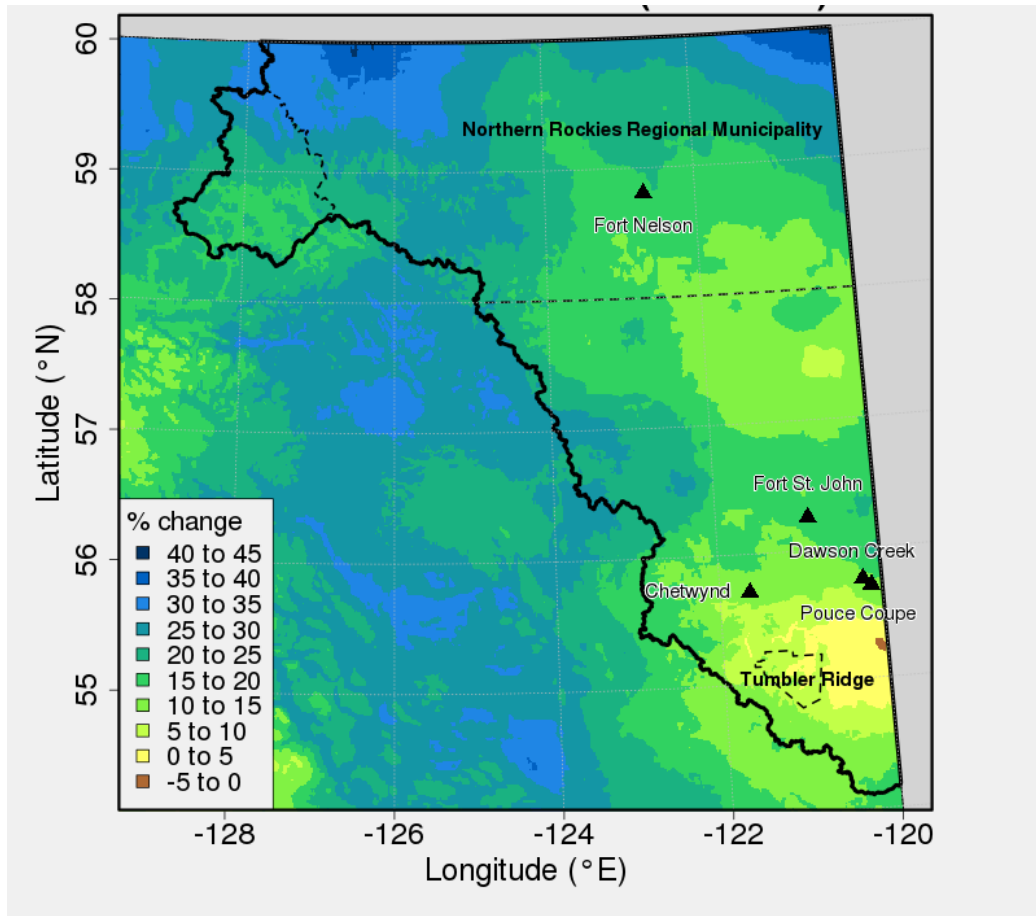 60
59
58
57
56
55
Latitude (°N)
Northern Rockies Regional Municipality
Fort Nelson
Fort St. John
Dawson Creek
Chetwynd
Pouce Coupe
Tumbler Ridge
% change
40 to 45
35 to 40
30 to 35
25 to 30
20 to 25
15 to 20
10 to 15
5 to 10
0 to 5
-5 to 0
-128
-126
-124
-122
-120
Longitude (°E)